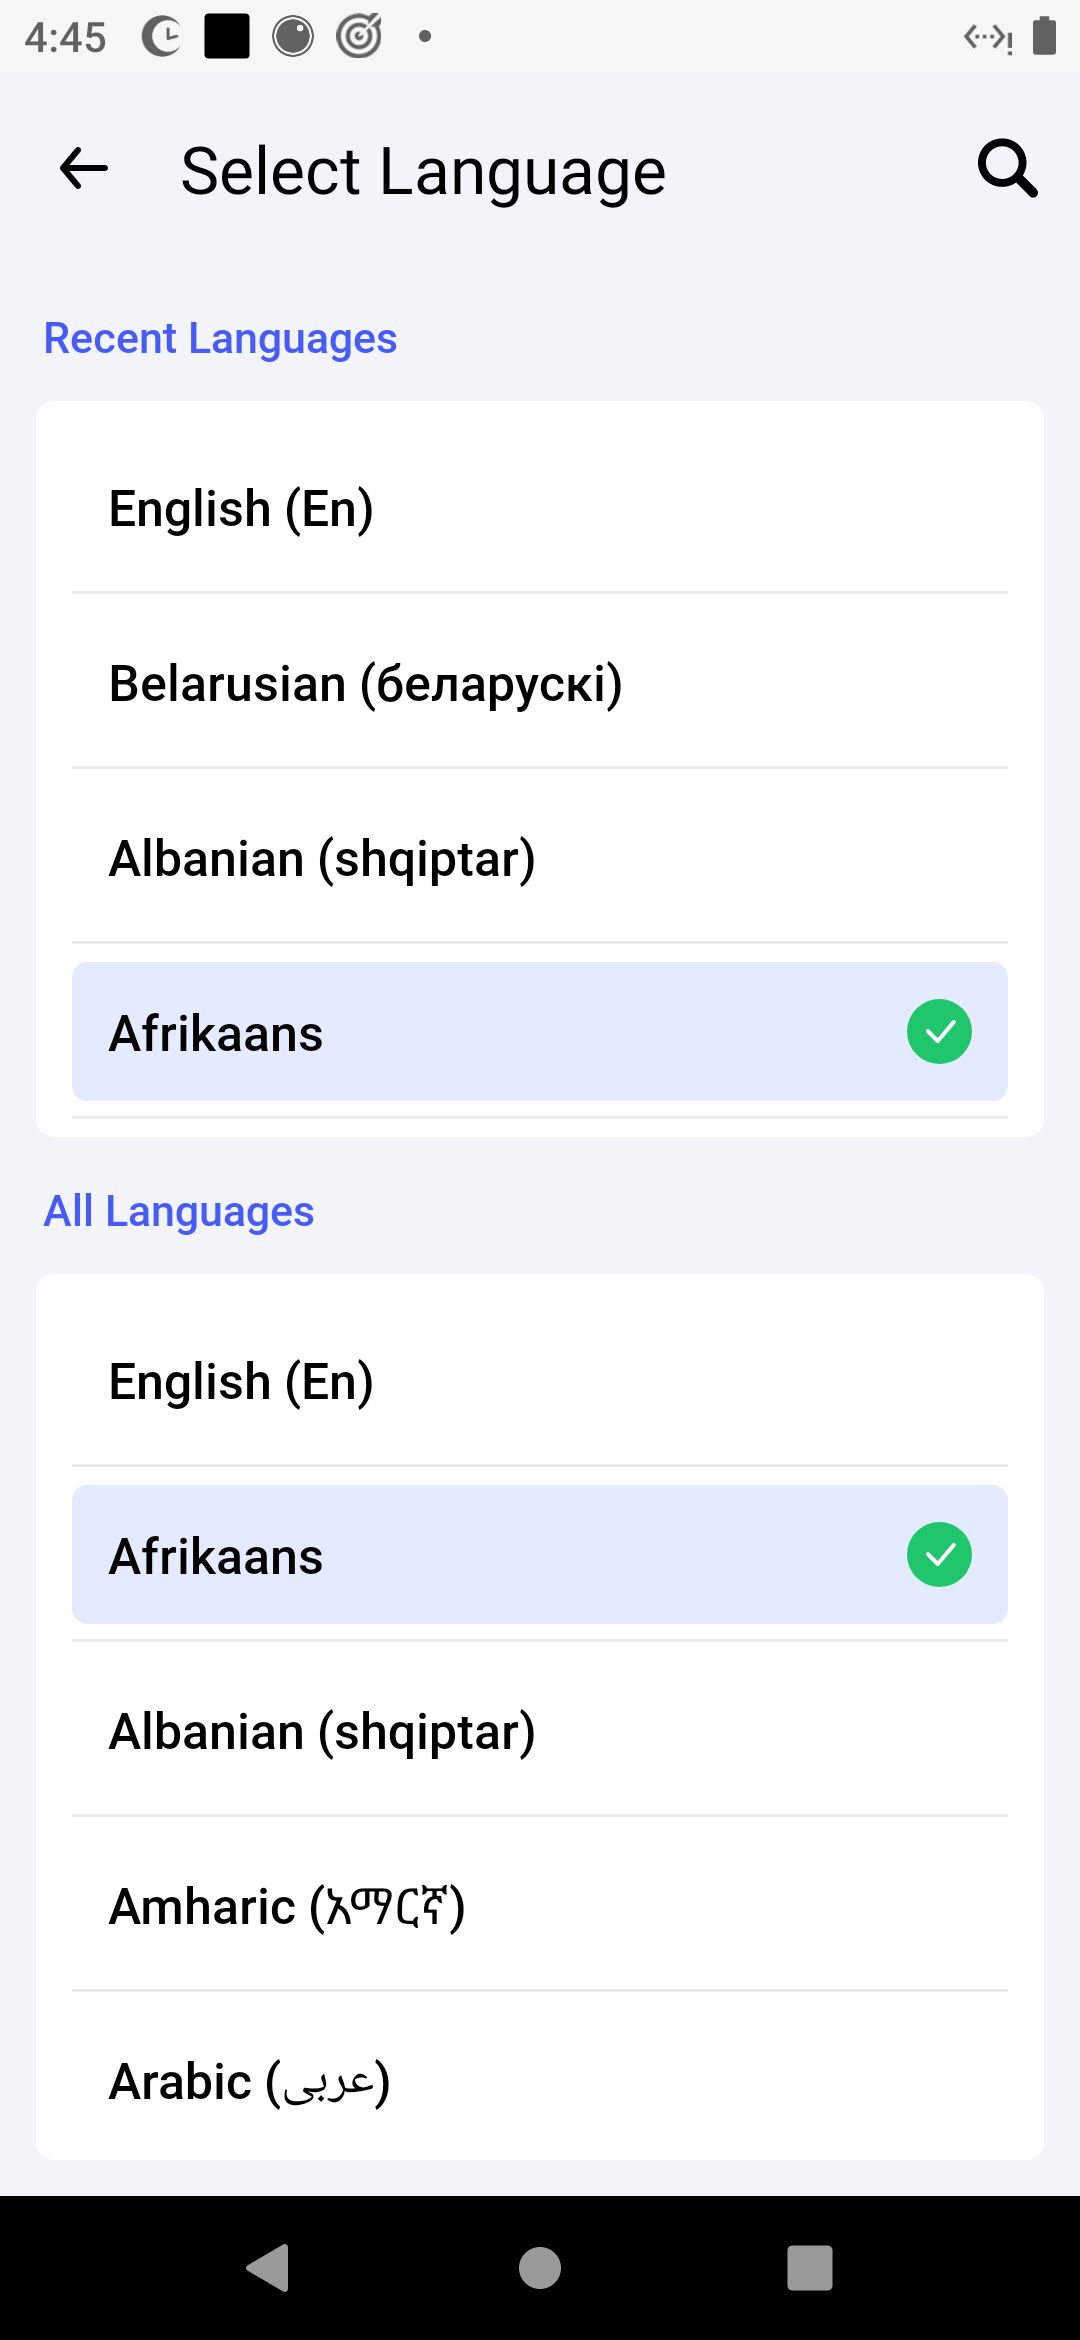 4:45
Select Language
Recent Languages
English (En)
Belarusian (беларускі)
Albanian (shqiptar)
Afrikaans
All Languages
English (En)
Afrikaans
Albanian (shqiptar)
Amharic (አማርኛ)
Arabic (عربى)